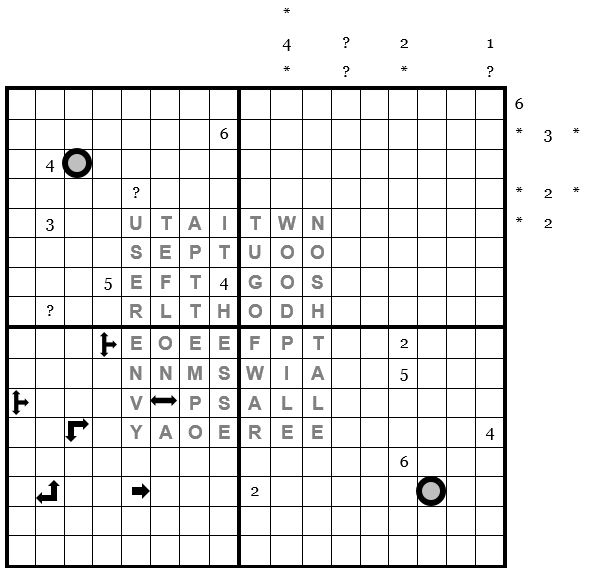 *
4 ? 2 1
* ? * ?
6
6 * 3 *
4
? * 2 *
3 U T A I T W N * 2
S E P T U O O
5 E F T 4 G O S
? R L T H O D H
E O E E F P T 2
N N M S W I A 5
V P S A L L
Y A O E R E E 4
6
2